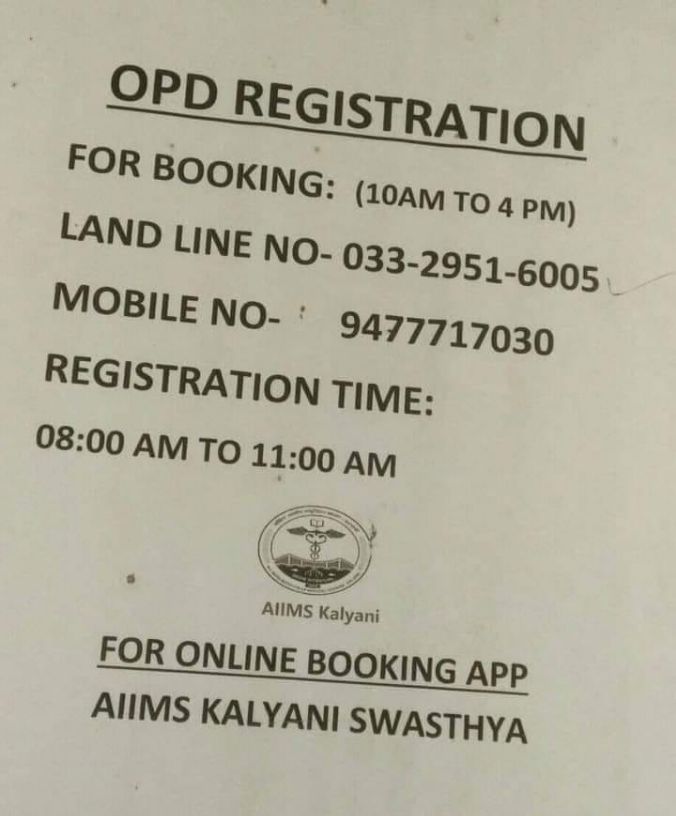 OPD REGISTRATION
FOR BOOKING: (10AM TO 4 PM)
LAND LINE NO- 033-2951-6005
MOBILE NO- 9477717030
REGISTRATION TIME:
08:00 AM TO 11:00 AM
AIIMS Kalyani
FOR ONLINE BOOKING APP
AIIMS KALYANI SWASTHYA